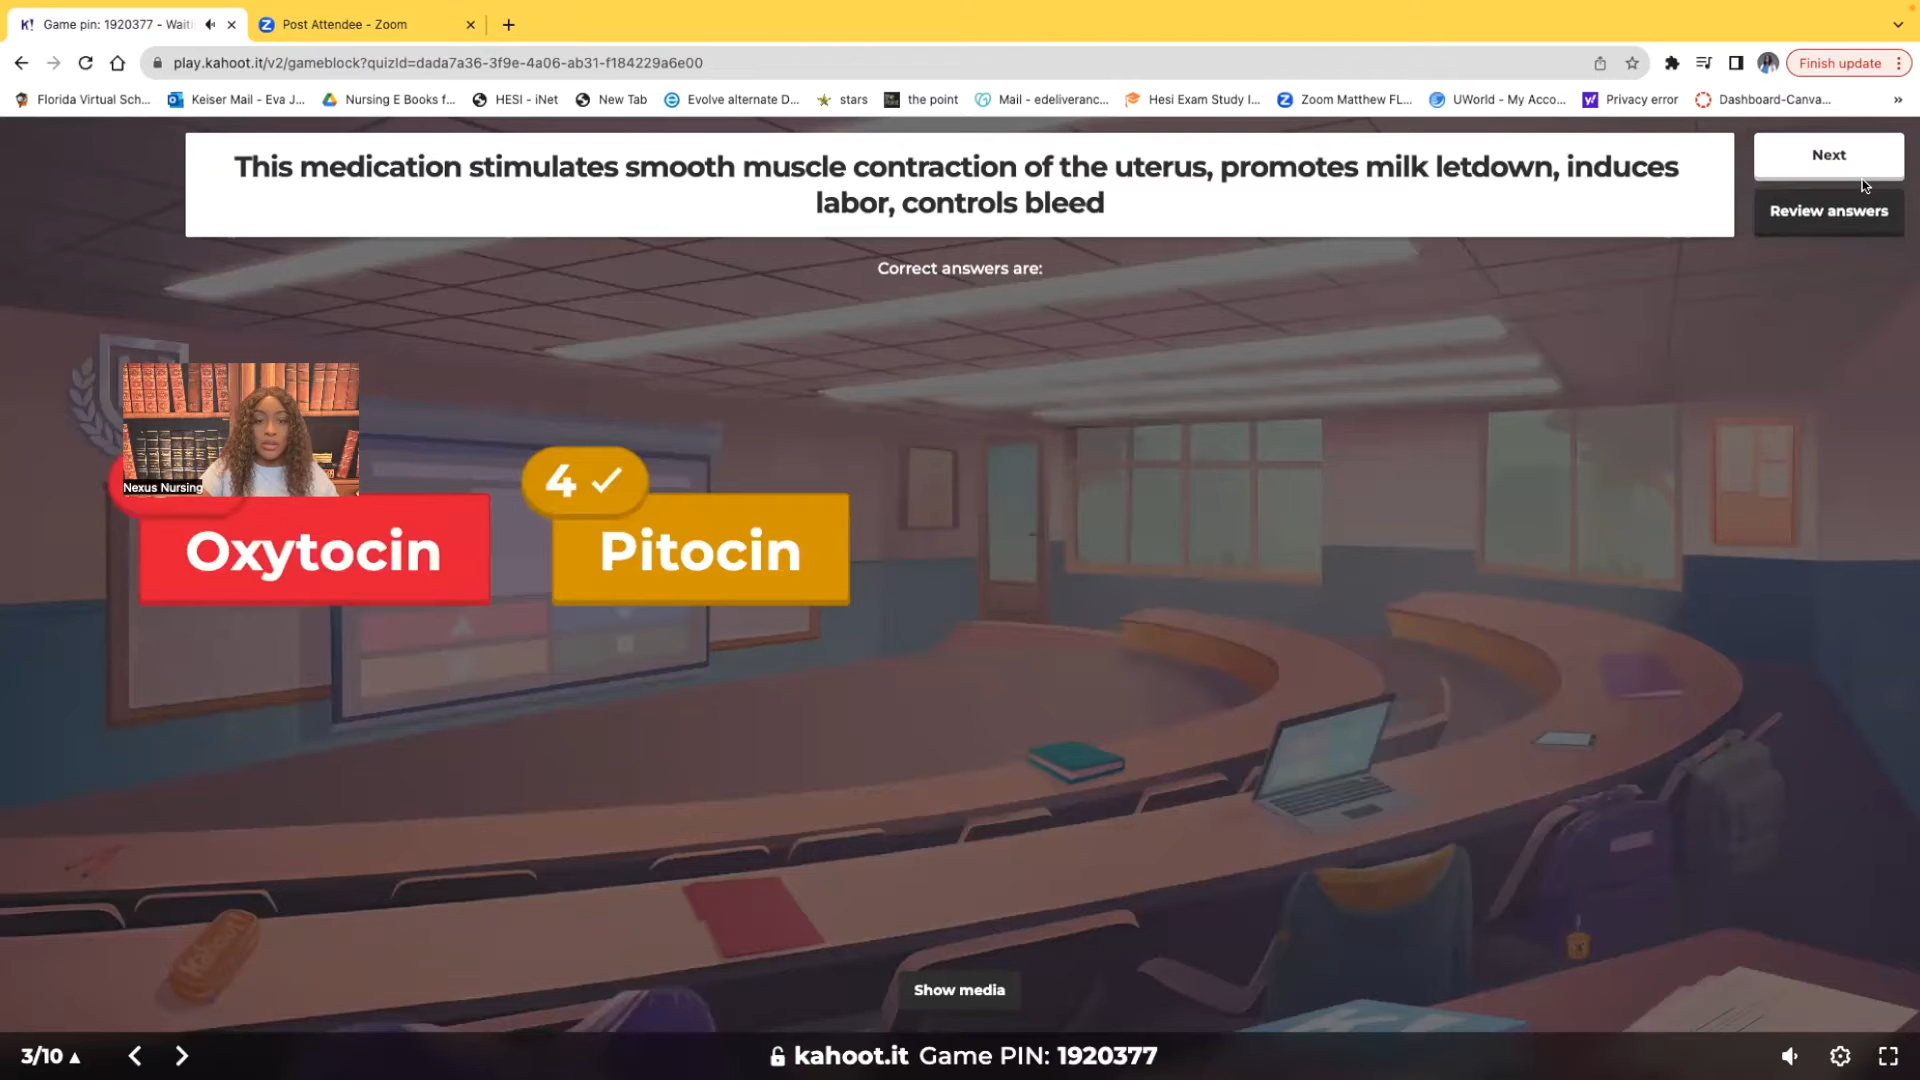 K! Game pin: 1920377 - Waiti
Post Attendee - Zoom
play.kahoot.it/v2/gameblock?quizId=dada7a36-3f9e-4a06-ab31-f184229a6e00
Finish update
Florida Virtual Sch...
Keiser Mail - Eva J...
Nursing E Books f...
HESI - iNet
New Tab
Evolve alternate D...
stars
the point
Mail - edeliveranc...
Hesi Exam Study I...
Zoom Matthew FL...
UWorld - My Acco...
Privacy error
Dashboard-Canva...
This medication stimulates smooth muscle contraction of the uterus, promotes milk letdown, induces
labor, controls bleed
Next
Review answers
Correct answers are:
Nexus Nursing
4
Oxytocin
Pitocin
Kahoot!
Show media
3/10
kahoot.it Game PIN: 1920377